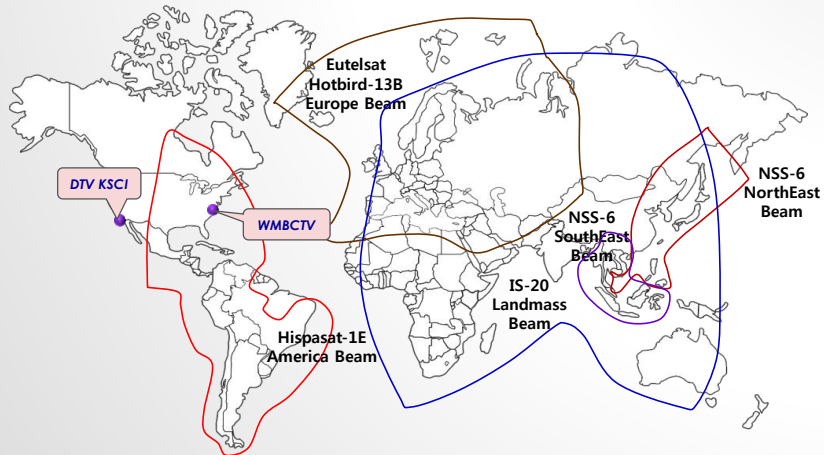 Eutelsat
Hotbird-13B
Europe Beam
DTV KSCI
WMBCTV
NSS-6
NorthEast
Beam
NSS-6
SouthEast
Beam
IS-20
Landmass
Beam
Hispasat-1E
America Beam